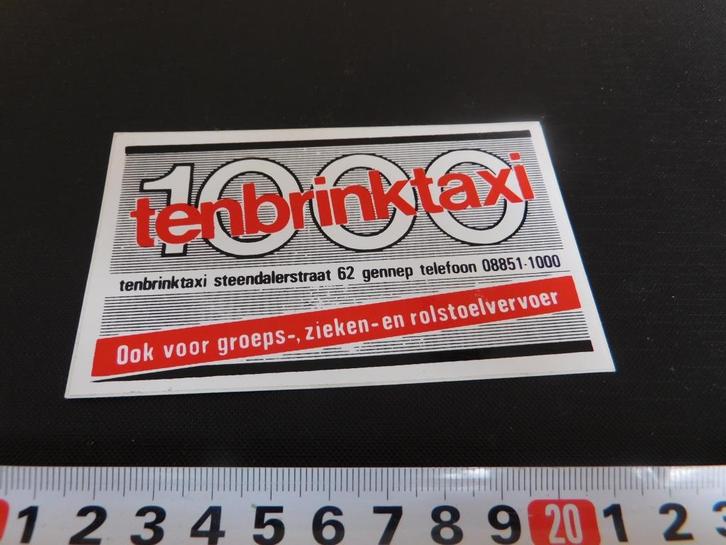 1000
tenbrinktaxi
tenbrinktaxi steendalerstraat 62 gennep telefoon 08851-1000
Ook voor groeps-, zieken- en rolstoelvervoer
1 2 3 4 5 6 7 8 9 20 1 2 3